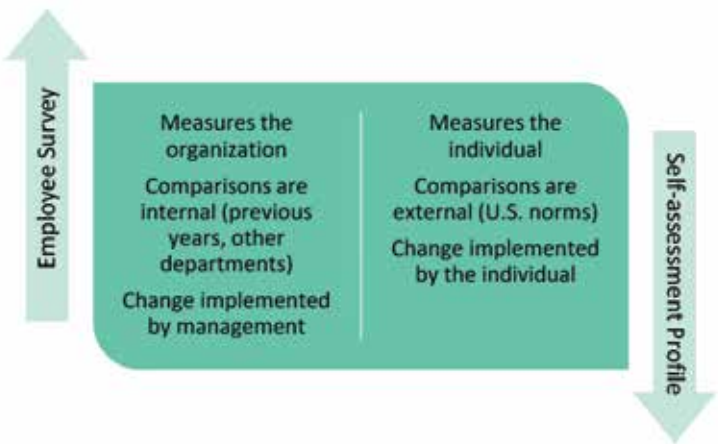 Employee Survey
Measures the
organization
Comparisons are
internal (previous
years, other
departments)
Change implemented
by management
Measures the
individual
Comparisons are
external (U.S. norms)
Change implemented
by the individual
Self-assessment Profile